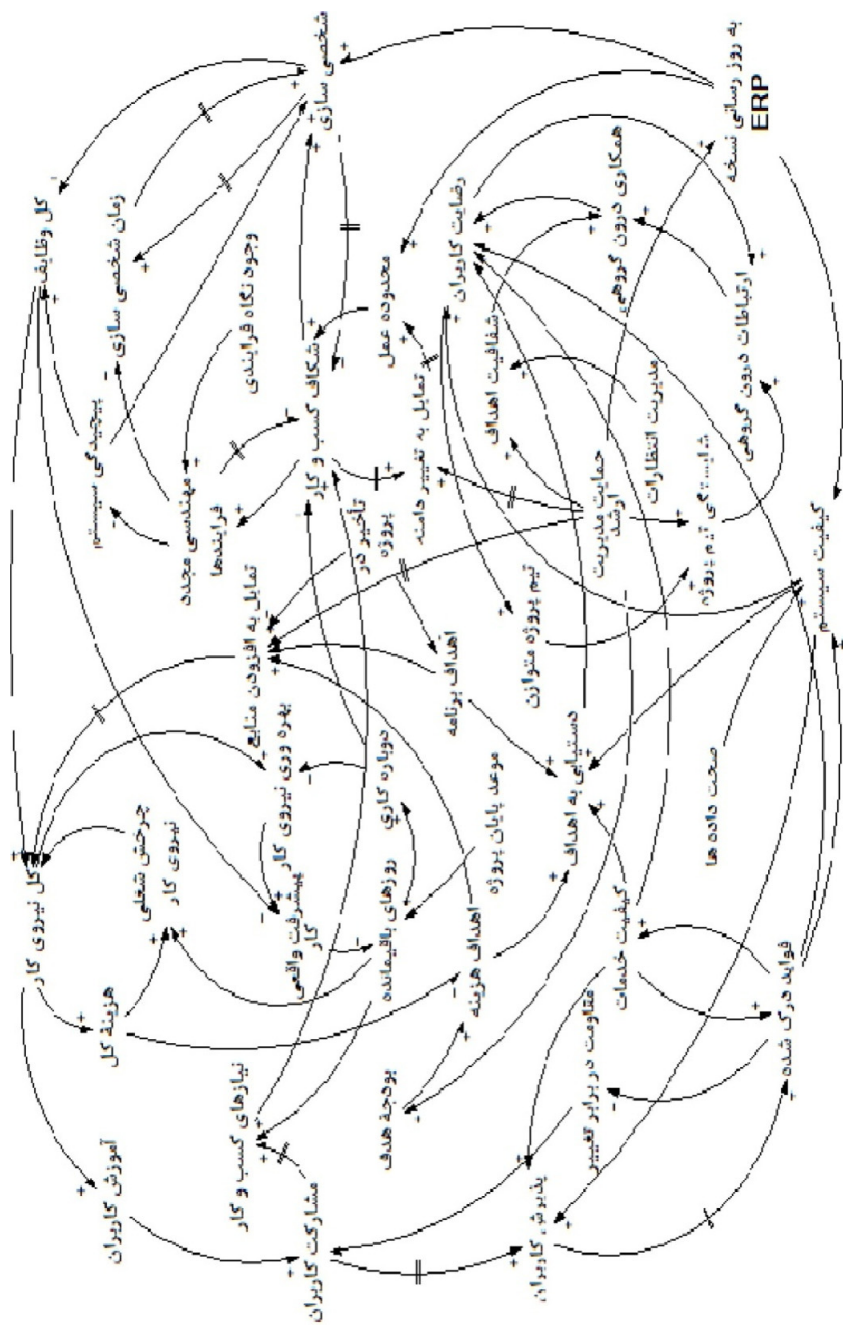 شخصی سازی
به روز رسانی نسخه
ERP
کل وظایف
زمان شخصی سازی
وجود نگاه فرایندی
محدوده عمل
رضایت کاربران
همکاری درون گروهی
ارتباطات درون گروهی
پیچیدگی سیستم
مهندسی مجدد
فرایندها
شکاف کسب و کار
تمایل به تغییر دامنه
شفافیت اهداف
مدیریت انتظارات
حمایت مدیریت
ارشد
شایستگی تیم پروژه
کیفیت سیستم
تأخیر در
پروژه
تمایل به افزودن منابع
اهداف برنامه
تیم پروژه متوازن
دستیابی به اهداف
صحت داده ها
کل نیروی کار
چرخش شغلی
نیروی کار
بهره وری نیروی کار
دوباره کاری
موعد پایان پروژه
پیشرفت واقعی
کار
روزهای باقیمانده
اهداف هزینه
کیفیت خدمات
فواید درک شده
هزینهٔ کل
آموزش کاربران
نیازهای کسب و کار
بودجهٔ هدف
مقاومت در برابر تغییر
مشارکت کاربران
پذیرش کاربران